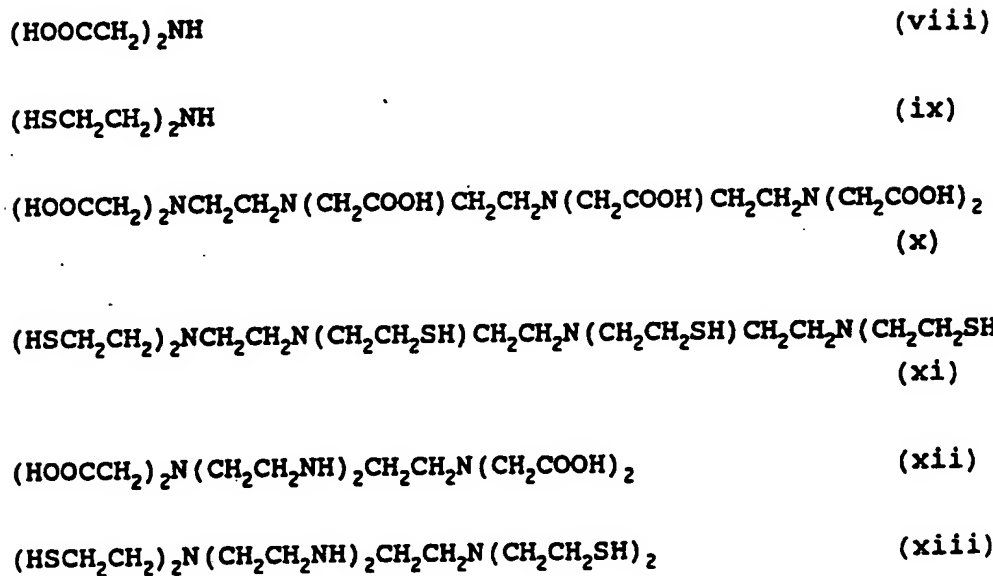 (HOOCCH₂)₂NH (viii)
(HSCH₂CH₂)₂NH (ix)
(HOOCCH₂)₂NCH₂CH₂N(CH₂COOH)CH₂CH₂N(CH₂COOH)CH₂CH₂N(CH₂COOH)₂
(x)
(HSCH₂CH₂)₂NCH₂CH₂N(CH₂CH₂SH)CH₂CH₂N(CH₂CH₂SH)CH₂CH₂N(CH₂CH₂SH
(xi)
(HOOCCH₂)₂N(CH₂CH₂NH)₂CH₂CH₂N(CH₂COOH)₂ (xii)
(HSCH₂CH₂)₂N(CH₂CH₂NH)₂CH₂CH₂N(CH₂CH₂SH)₂ (xiii)